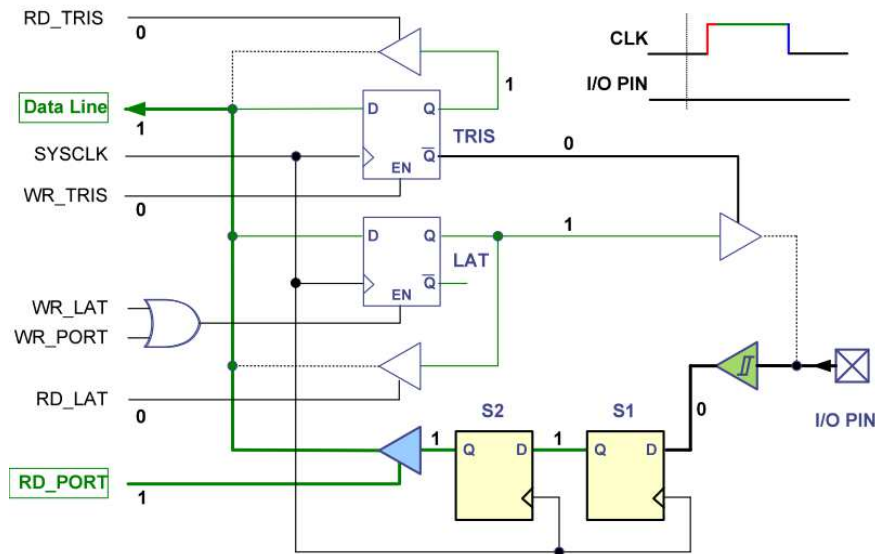 RD_TRIS
0
CLK
I/O PIN
1
Data Line
1
D Q
TRIS
SYSCLK
Q
0
EN
WR_TRIS
0
D Q
1
LAT
Q
EN
WR_LAT
WR_PORT
RD_LAT
0
0
I/O PIN
S2
S1
1
Q D
1
Q D
RD_PORT
1